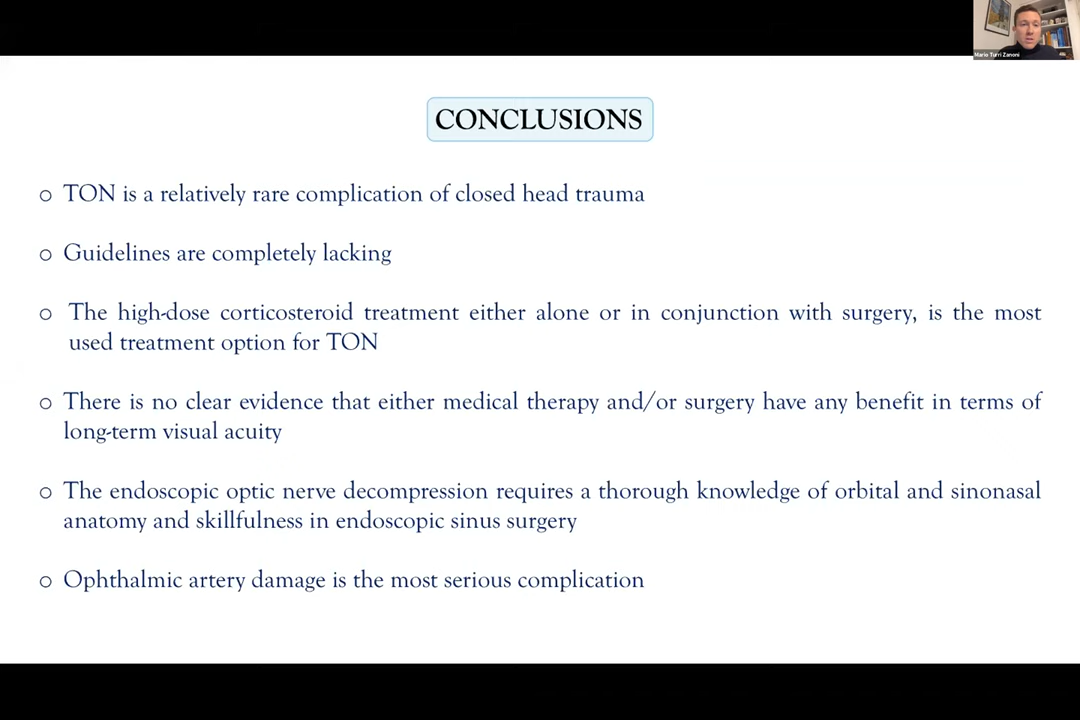 Mario Turri Zanoni
CONCLUSIONS
o TON is a relatively rare complication of closed head trauma
o Guidelines are completely lacking
o The high-dose corticosteroid treatment either alone or in conjunction with surgery, is the most
used treatment option for TON
o There is no clear evidence that either medical therapy and/or surgery have any benefit in terms of
long-term visual acuity
o The endoscopic optic nerve decompression requires a thorough knowledge of orbital and sinonasal
anatomy and skillfulness in endoscopic sinus surgery
o Ophthalmic artery damage is the most serious complication